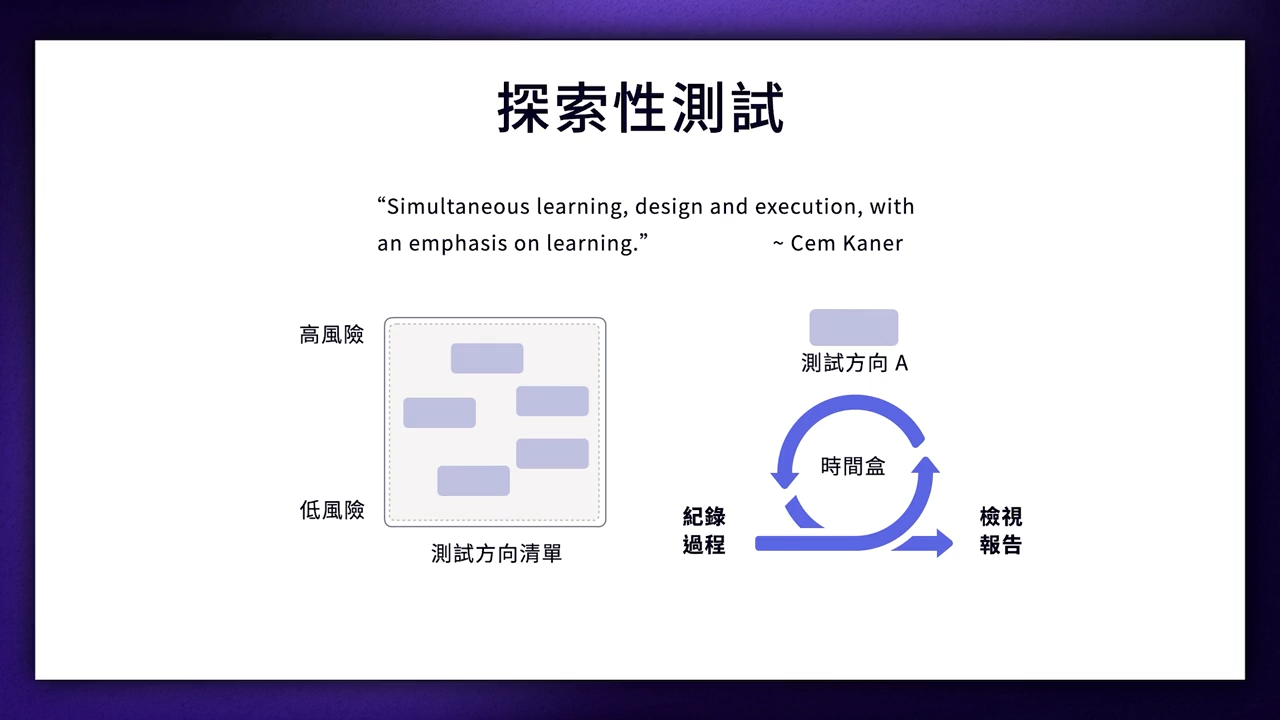 探索性測試
“Simultaneous learning, design and execution, with
an emphasis on learning.” ~ Cem Kaner
高風險
低風險
測試方向清單
測試方向 A
時間盒
紀錄
過程
檢視
報告